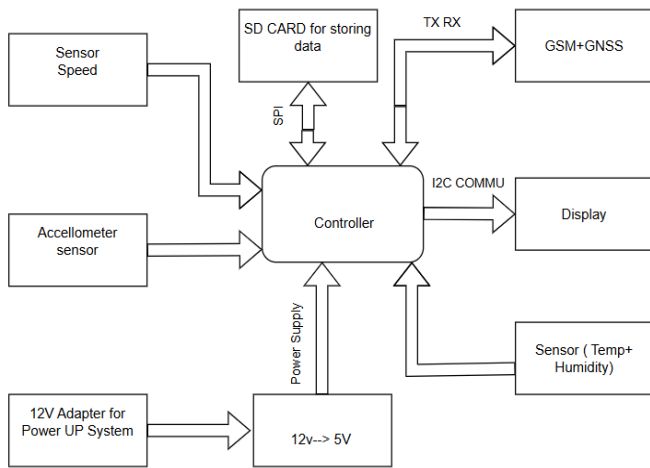 Sensor
Speed
SD CARD for storing
data
TX RX
GSM+GNSS
SPI
I2C COMMU
Controller
Display
Accellometer
sensor
Power Supply
Sensor ( Temp+
Humidity)
12V Adapter for
Power UP System
12v--> 5V